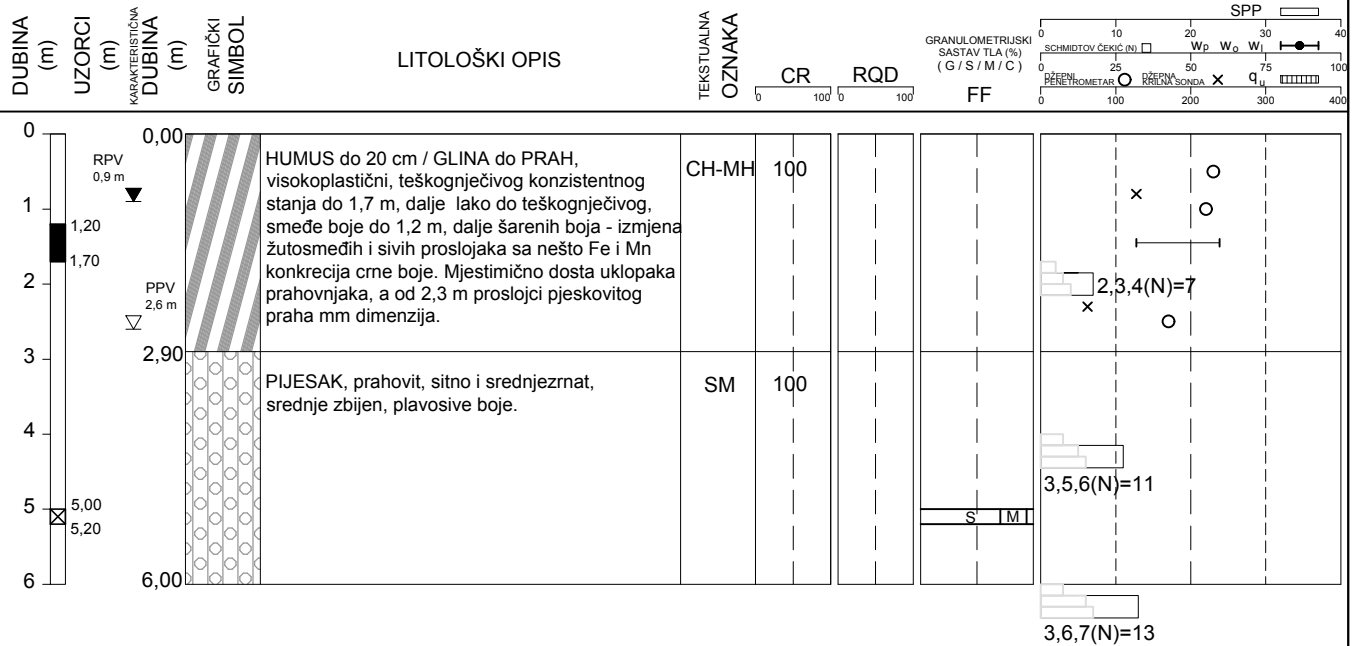 DUBINA (m)
UZORCI (m)
KARAKTERISTIČNA DUBINA (m)
GRAFIČKI SIMBOL
LITOLOŠKI OPIS
TEKSTUALNA OZNAKA
CR
0 100
RQD
0 100
GRANULOMETRIJSKI
SASTAV TLA (%)
( G / S / M / C )
FF
SPP
0 10 20 30 40
SCHMIDTOV ČEKIĆ (N) wP wo wl
0 25 50 75 100
DŽEPNI PENETROMETAR DŽEPNA KRILNA SONDA qu
0 100 200 300 400
0
0,00
RPV
0,9 m
HUMUS do 20 cm / GLINA do PRAH,
visokoplastični, teškognječivog konzistentnog
stanja do 1,7 m, dalje lako do teškognječivog,
smeđe boje do 1,2 m, dalje šarenih boja - izmjena
žutosmeđih i sivih proslojaka sa nešto Fe i Mn
konkrecija crne boje. Mjestimično dosta uklopaka
prahovnjaka, a od 2,3 m proslojci pjeskovitog
praha mm dimenzija.
CH-MH
100
1
1,20
1,70
2
PPV
2,6 m
2,3,4(N)=7
2,90
3
PIJESAK, prahovit, sitno i srednjezrnat,
srednje zbijen, plavosive boje.
SM
100
4
3,5,6(N)=11
5
5,00
5,20
S M
6
6,00
3,6,7(N)=13